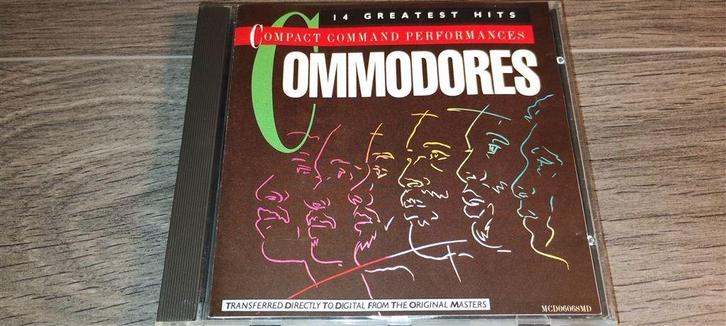 14 GREATEST HITS
COMPACT COMMAND PERFORMANCES
COMMODORES
TRANSFERRED DIRECTLY TO DIGITAL FROM THE ORIGINAL MASTERS
MCD06068MD